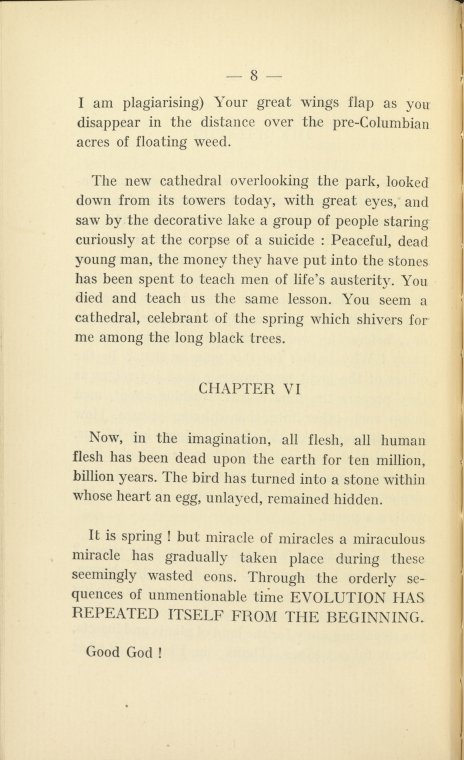 — 8 —
I am plagiarising) Your great wings flap as you
disappear in the distance over the pre-Columbian
acres of floating weed.
The new cathedral overlooking the park, looked
down from its towers today, with great eyes, and
saw by the decorative lake a group of people staring
curiously at the corpse of a suicide : Peaceful, dead
young man, the money they have put into the stones
has been spent to teach men of life's austerity. You
died and teach us the same lesson. You seem a
cathedral, celebrant of the spring which shivers for
me among the long black trees.
CHAPTER VI
Now, in the imagination, all flesh, all human
flesh has been dead upon the earth for ten million,
billion years. The bird has turned into a stone within
whose heart an egg, unlayed, remained hidden.
It is spring ! but miracle of miracles a miraculous
miracle has gradually taken place during these
seemingly wasted eons. Through the orderly se-
quences of unmentionable time EVOLUTION HAS
REPEATED ITSELF FROM THE BEGINNING.
Good God !